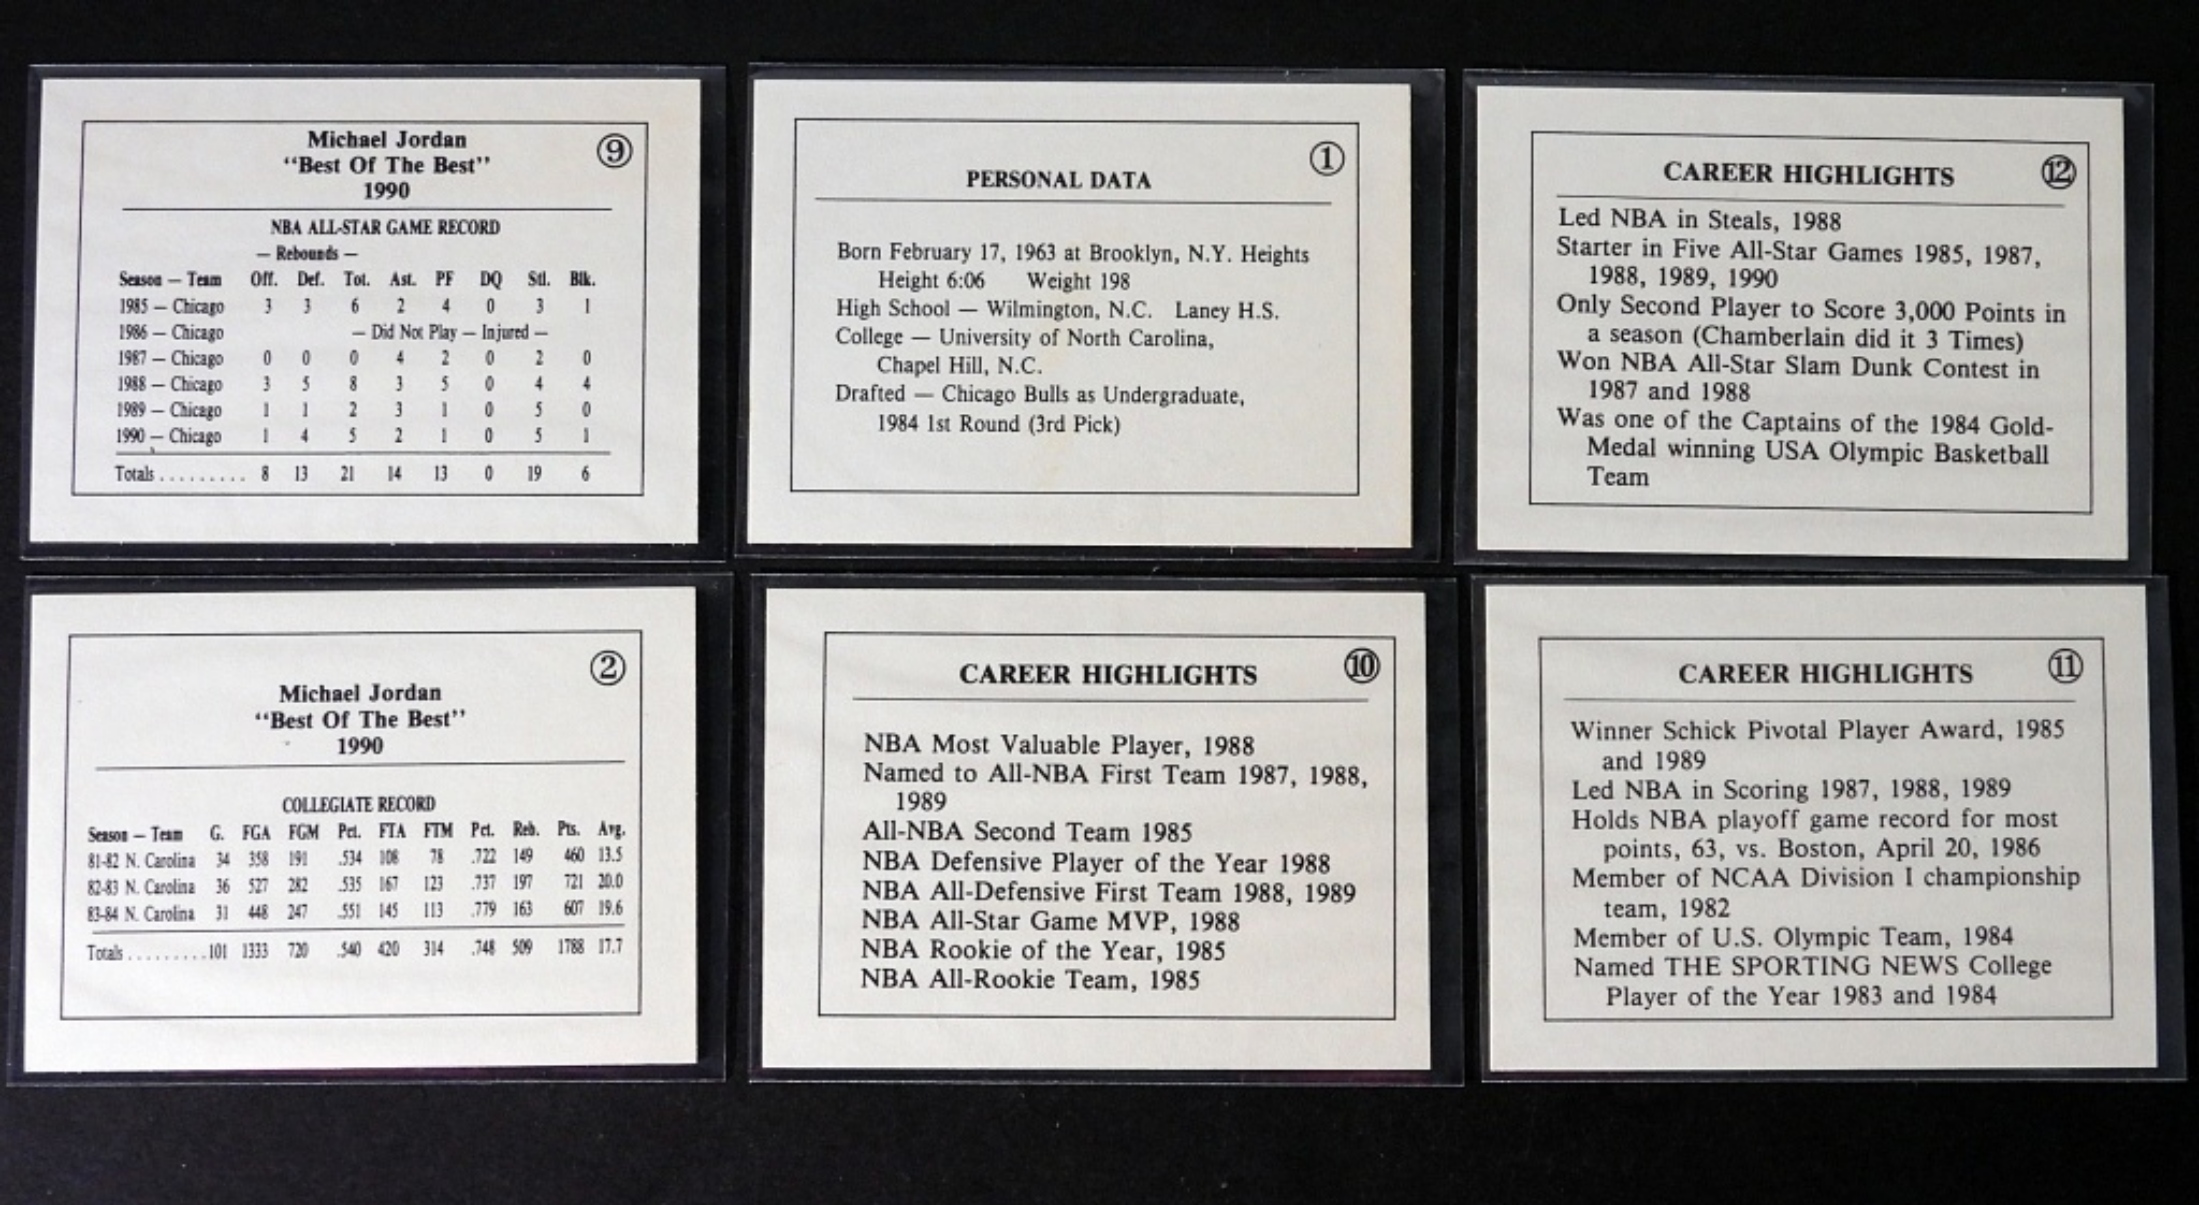 Michael Jordan
⑨
"Best Of The Best"
1990
NBA ALL-STAR GAME RECORD
— Rebounds —
Season — Team Off. Def. Tot. Ast. PF DQ Stl. Blk.
1985 — Chicago 3 3 6 2 4 0 3 1
1986 — Chicago — Did Not Play — Injured —
1987 — Chicago 0 0 0 4 2 0 2 0
1988 — Chicago 3 5 8 3 5 0 4 4
1989 — Chicago 1 1 2 3 1 0 5 0
1990 — Chicago 1 4 5 2 1 0 5 1
Totals ......... 8 13 21 14 13 0 19 6
①
PERSONAL DATA
Born February 17, 1963 at Brooklyn, N.Y. Heights
Height 6:06 Weight 198
High School — Wilmington, N.C. Laney H.S.
College — University of North Carolina,
Chapel Hill, N.C.
Drafted — Chicago Bulls as Undergraduate,
1984 1st Round (3rd Pick)
CAREER HIGHLIGHTS ⑫
Led NBA in Steals, 1988
Starter in Five All-Star Games 1985, 1987,
1988, 1989, 1990
Only Second Player to Score 3,000 Points in
a season (Chamberlain did it 3 Times)
Won NBA All-Star Slam Dunk Contest in
1987 and 1988
Was one of the Captains of the 1984 Gold-
Medal winning USA Olympic Basketball
Team
②
Michael Jordan
"Best Of The Best"
1990
COLLEGIATE RECORD
Season — Team G. FGA FGM Pct. FTA FTM Pct. Reb. Pts. Avg.
81-82 N. Carolina 34 358 191 .534 108 78 .722 149 460 13.5
82-83 N. Carolina 36 527 282 .535 167 123 .737 197 721 20.0
83-84 N. Carolina 31 448 247 .551 145 113 .779 163 607 19.6
Totals .........101 1333 720 .540 420 314 .748 509 1788 17.7
CAREER HIGHLIGHTS ⑩
NBA Most Valuable Player, 1988
Named to All-NBA First Team 1987, 1988,
1989
All-NBA Second Team 1985
NBA Defensive Player of the Year 1988
NBA All-Defensive First Team 1988, 1989
NBA All-Star Game MVP, 1988
NBA Rookie of the Year, 1985
NBA All-Rookie Team, 1985
CAREER HIGHLIGHTS ⑪
Winner Schick Pivotal Player Award, 1985
and 1989
Led NBA in Scoring 1987, 1988, 1989
Holds NBA playoff game record for most
points, 63, vs. Boston, April 20, 1986
Member of NCAA Division I championship
team, 1982
Member of U.S. Olympic Team, 1984
Named THE SPORTING NEWS College
Player of the Year 1983 and 1984